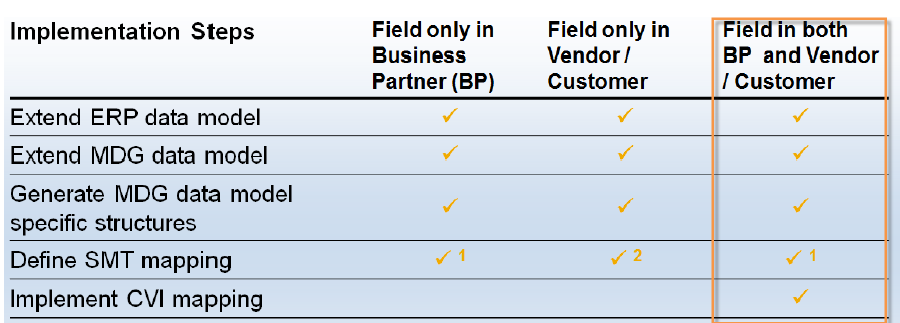 Implementation Steps
Field only in
Business
Partner (BP)
Field only in
Vendor /
Customer
Field in both
BP and Vendor
/ Customer
Extend ERP data model ✓ ✓ ✓
Extend MDG data model ✓ ✓ ✓
Generate MDG data model
specific structures ✓ ✓ ✓
Define SMT mapping ✓ 1 ✓ 2 ✓ 1
Implement CVI mapping ✓